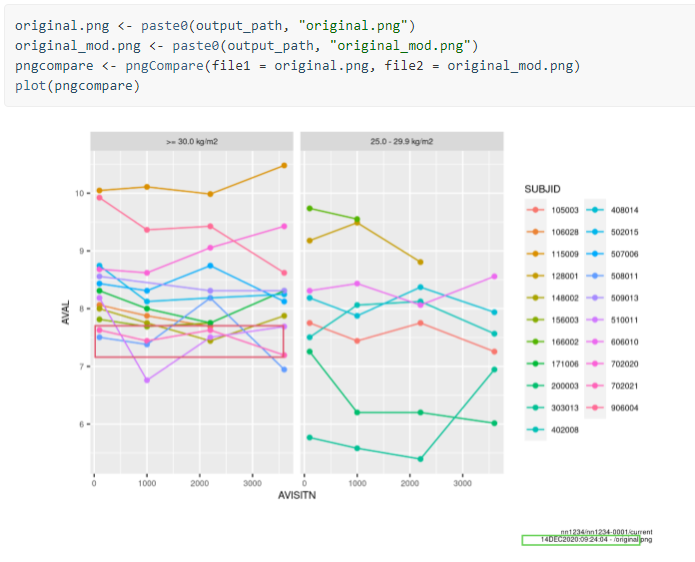 original.png <- paste0(output_path, "original.png")
original_mod.png <- paste0(output_path, "original_mod.png")
pngcompare <- pngCompare(file1 = original.png, file2 = original_mod.png)
plot(pngcompare)
>= 30.0 kg/m2
25.0 - 29.9 kg/m2
10
9
8
7
6
AVAL
0 1000 2000 3000
0 1000 2000 3000
AVISITN
SUBJID
105003 408014
106028 502015
115009 507006
128001 508011
148002 509013
156003 510011
166002 606010
171006 702020
200003 702021
303013 906004
402008
nn1234/nn1234-0001/current
14DEC2020:09:24:04 - /original.png